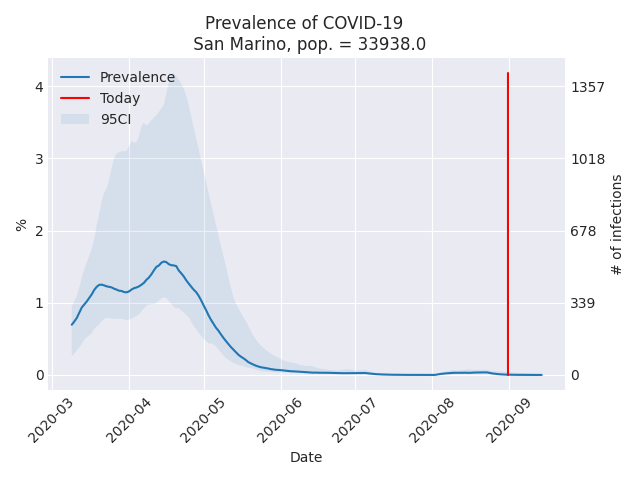 Prevalence of COVID-19
San Marino, pop. = 33938.0
Prevalence
Today
95CI
4
3
2
1
0
%
1357
1018
678
339
0
# of infections
2020-03
2020-04
2020-05
2020-06
2020-07
2020-08
2020-09
Date